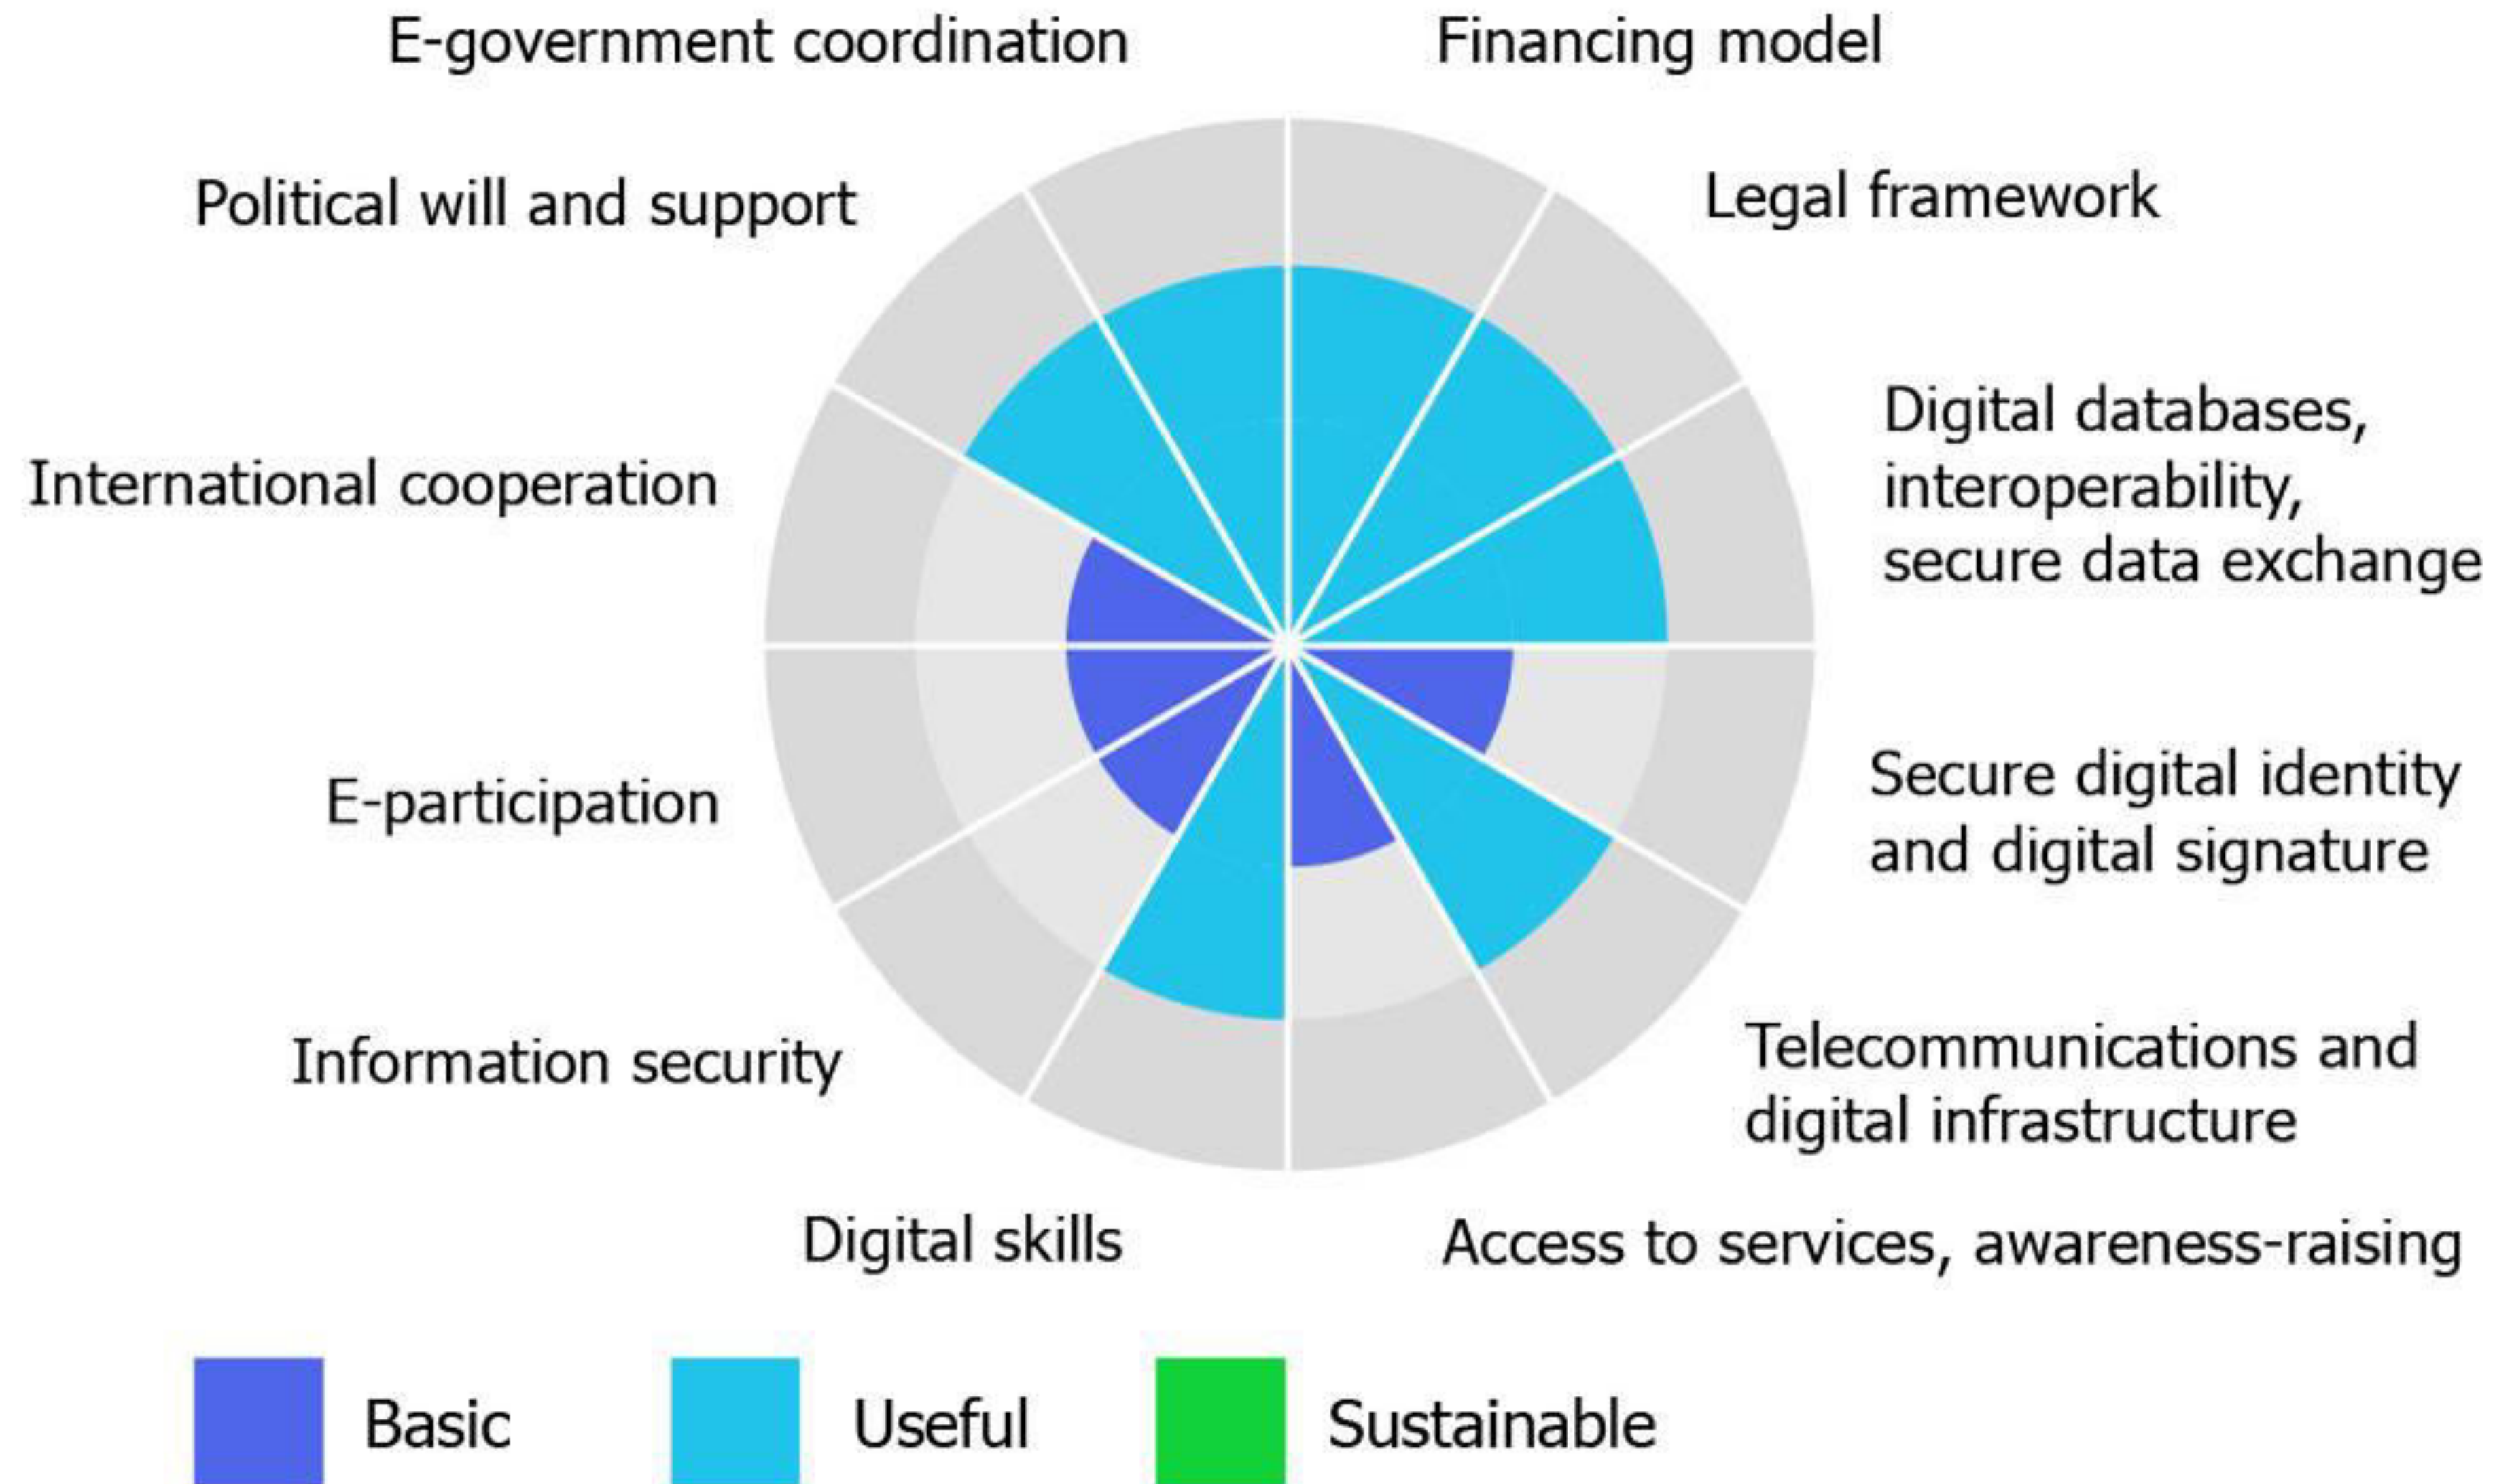 E-government coordination
Financing model
Political will and support
Legal framework
International cooperation
Digital databases,
interoperability,
secure data exchange
E-participation
Secure digital identity
and digital signature
Information security
Telecommunications and
digital infrastructure
Digital skills
Access to services, awareness-raising
Basic
Useful
Sustainable